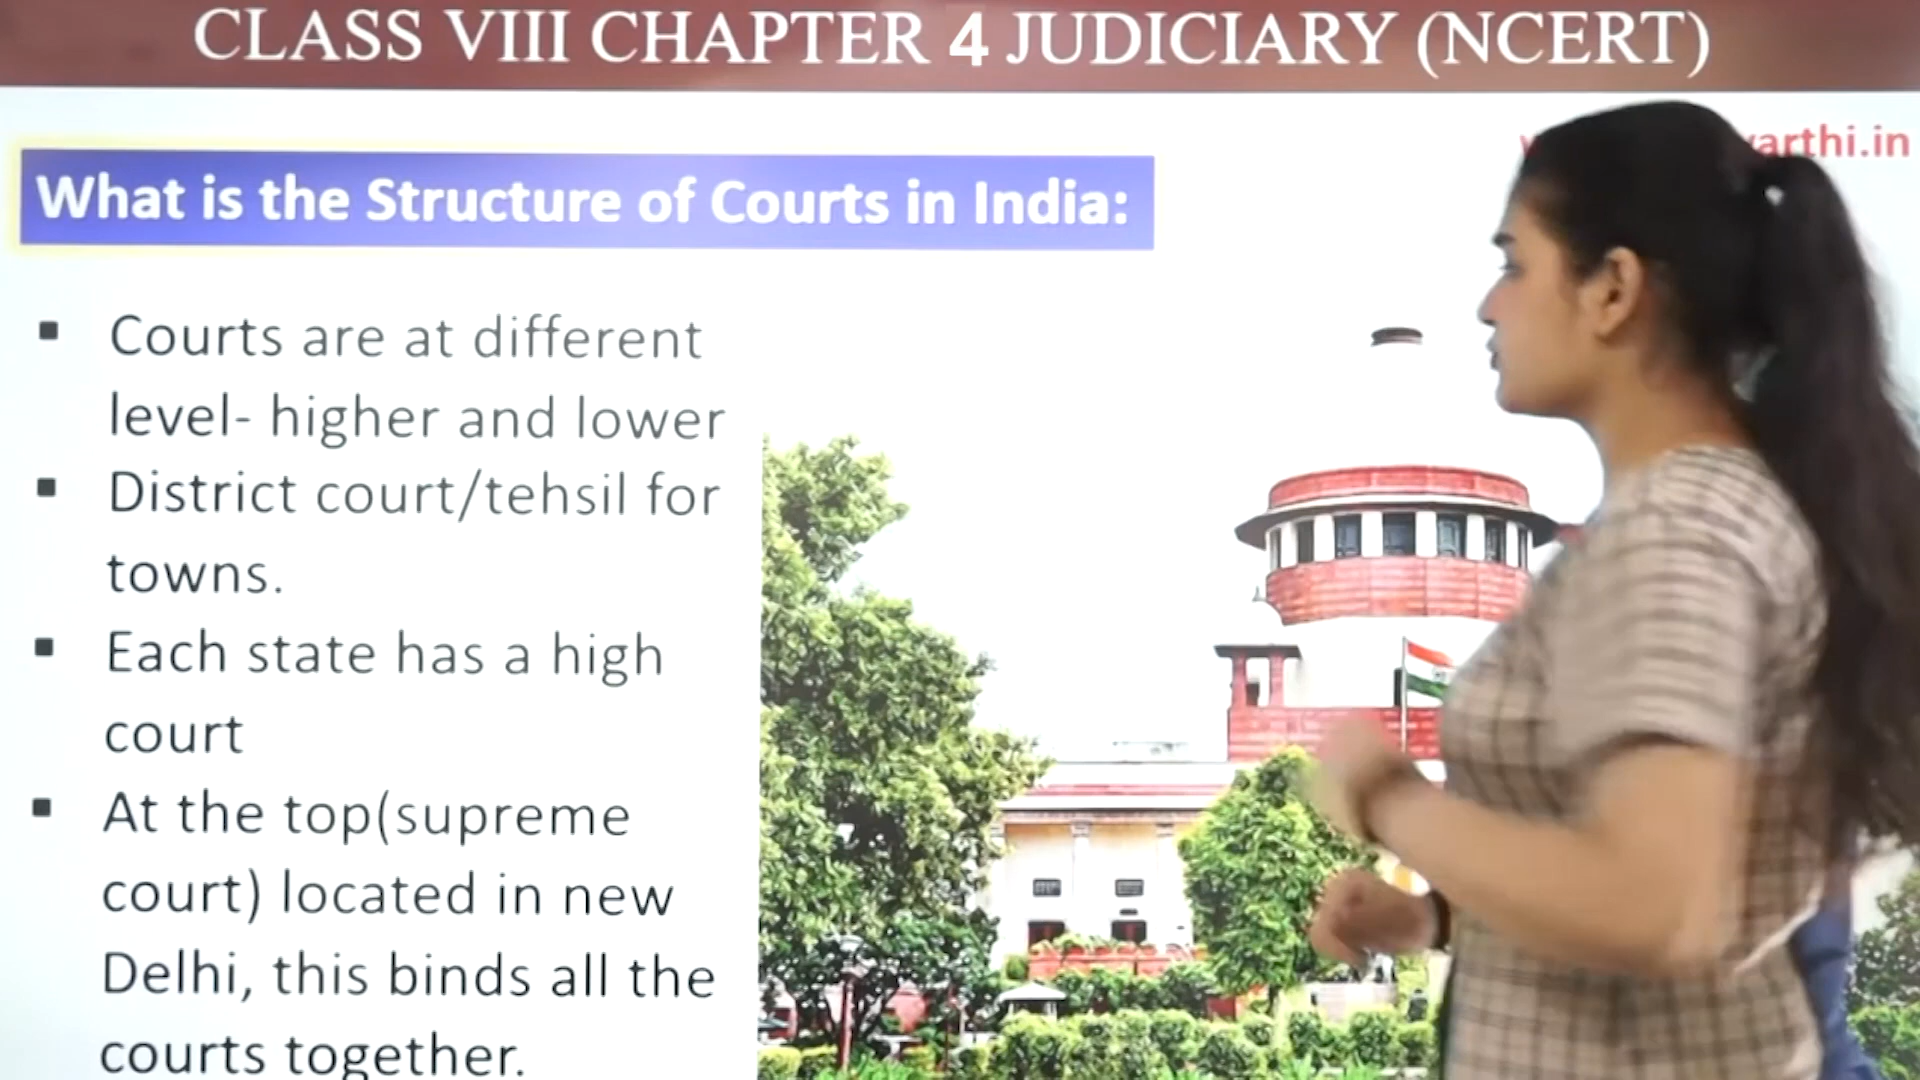 CLASS VIII CHAPTER 4 JUDICIARY (NCERT)
What is the Structure of Courts in India:
▪ Courts are at different
level- higher and lower
▪ District court/tehsil for
towns.
▪ Each state has a high
court
▪ At the top(supreme
court) located in new
Delhi, this binds all the
courts together.